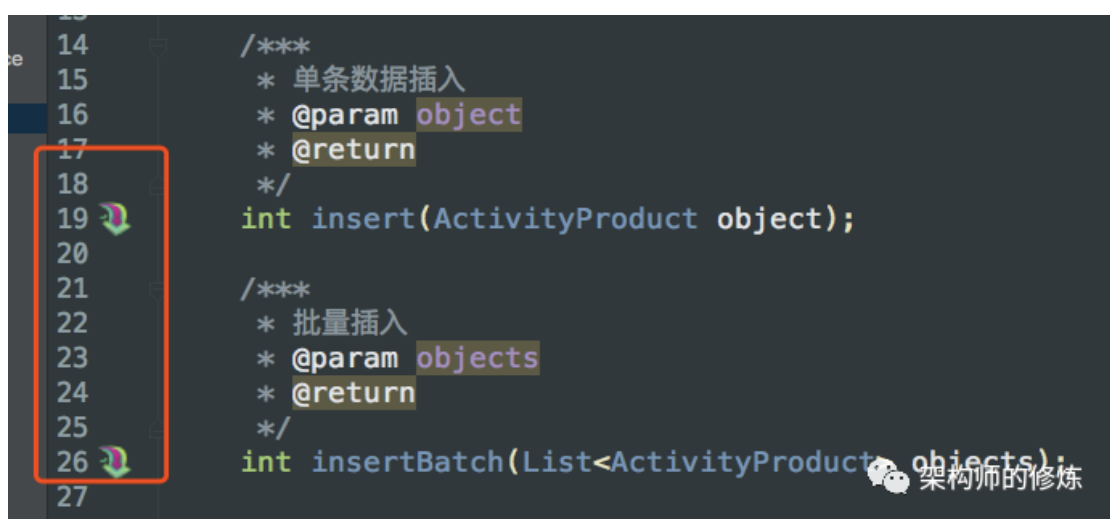 14 /***
15 * 单条数据插入
16 * @param object
17 * @return
18 */
19 int insert(ActivityProduct object);
20
21 /***
22 * 批量插入
23 * @param objects
24 * @return
25 */
26 int insertBatch(List<ActivityProduct> objects);
27
架构师的修炼